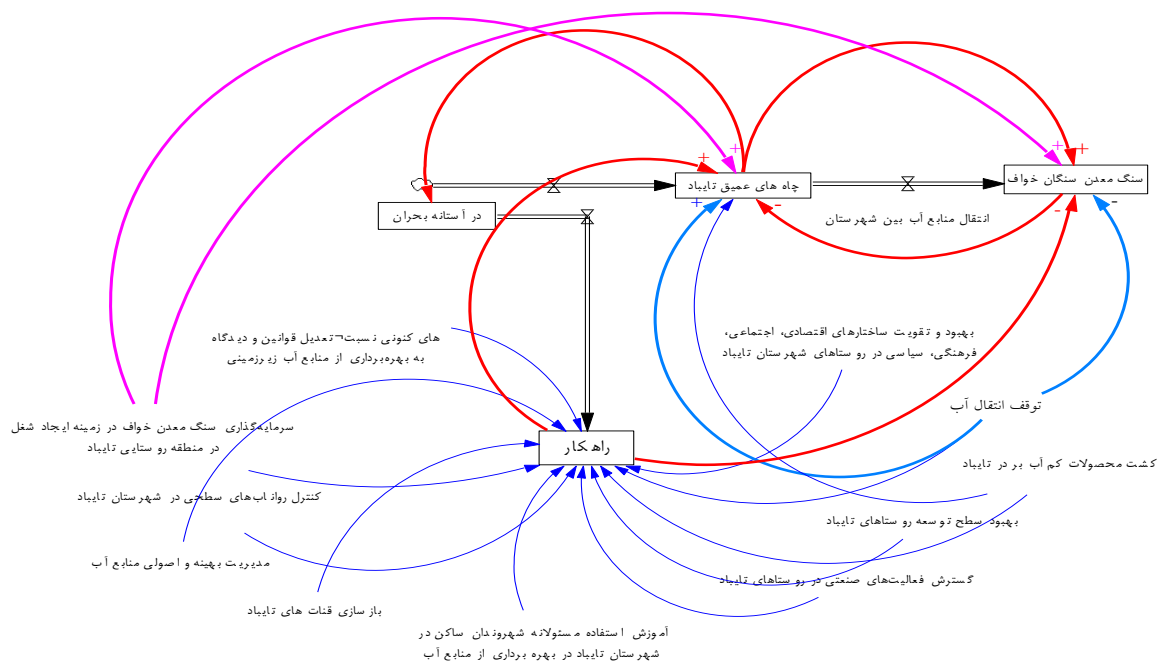 سنگ معدن سنگان خواف
چاه های عمیق تایباد
در آستانه بحران
انتقال منابع آب بین شهرستان
+
+
+
+
+
+
-
-
-
های کنونی نسبت¬تعدیل قوانین و دیدگاه
به بهره‌برداری از منابع آب زیرزمینی
بهبود و تقویت ساختارهای اقتصادی، اجتماعی،
فرهنگی، سیاسی در روستاهای شهرستان تایباد
توقف انتقال آب
سرمایه‌گذاری سنگ معدن خواف در زمینه ایجاد شغل
در منطقه روستایی تایباد
راهکار
کشت محصولات کم آب بر در تایباد
کنترل رواناب‌های سطحی در شهرستان تایباد
بهبود سطح توسعه روستاهای تایباد
مدیریت بهینه و اصولی منابع آب
گسترش فعالیت‌های صنعتی در روستاهای تایباد
بازسازی قنات های تایباد
آموزش استفاده مسئولانه شهروندان ساکن در
شهرستان تایباد در بهره برداری از منابع آب